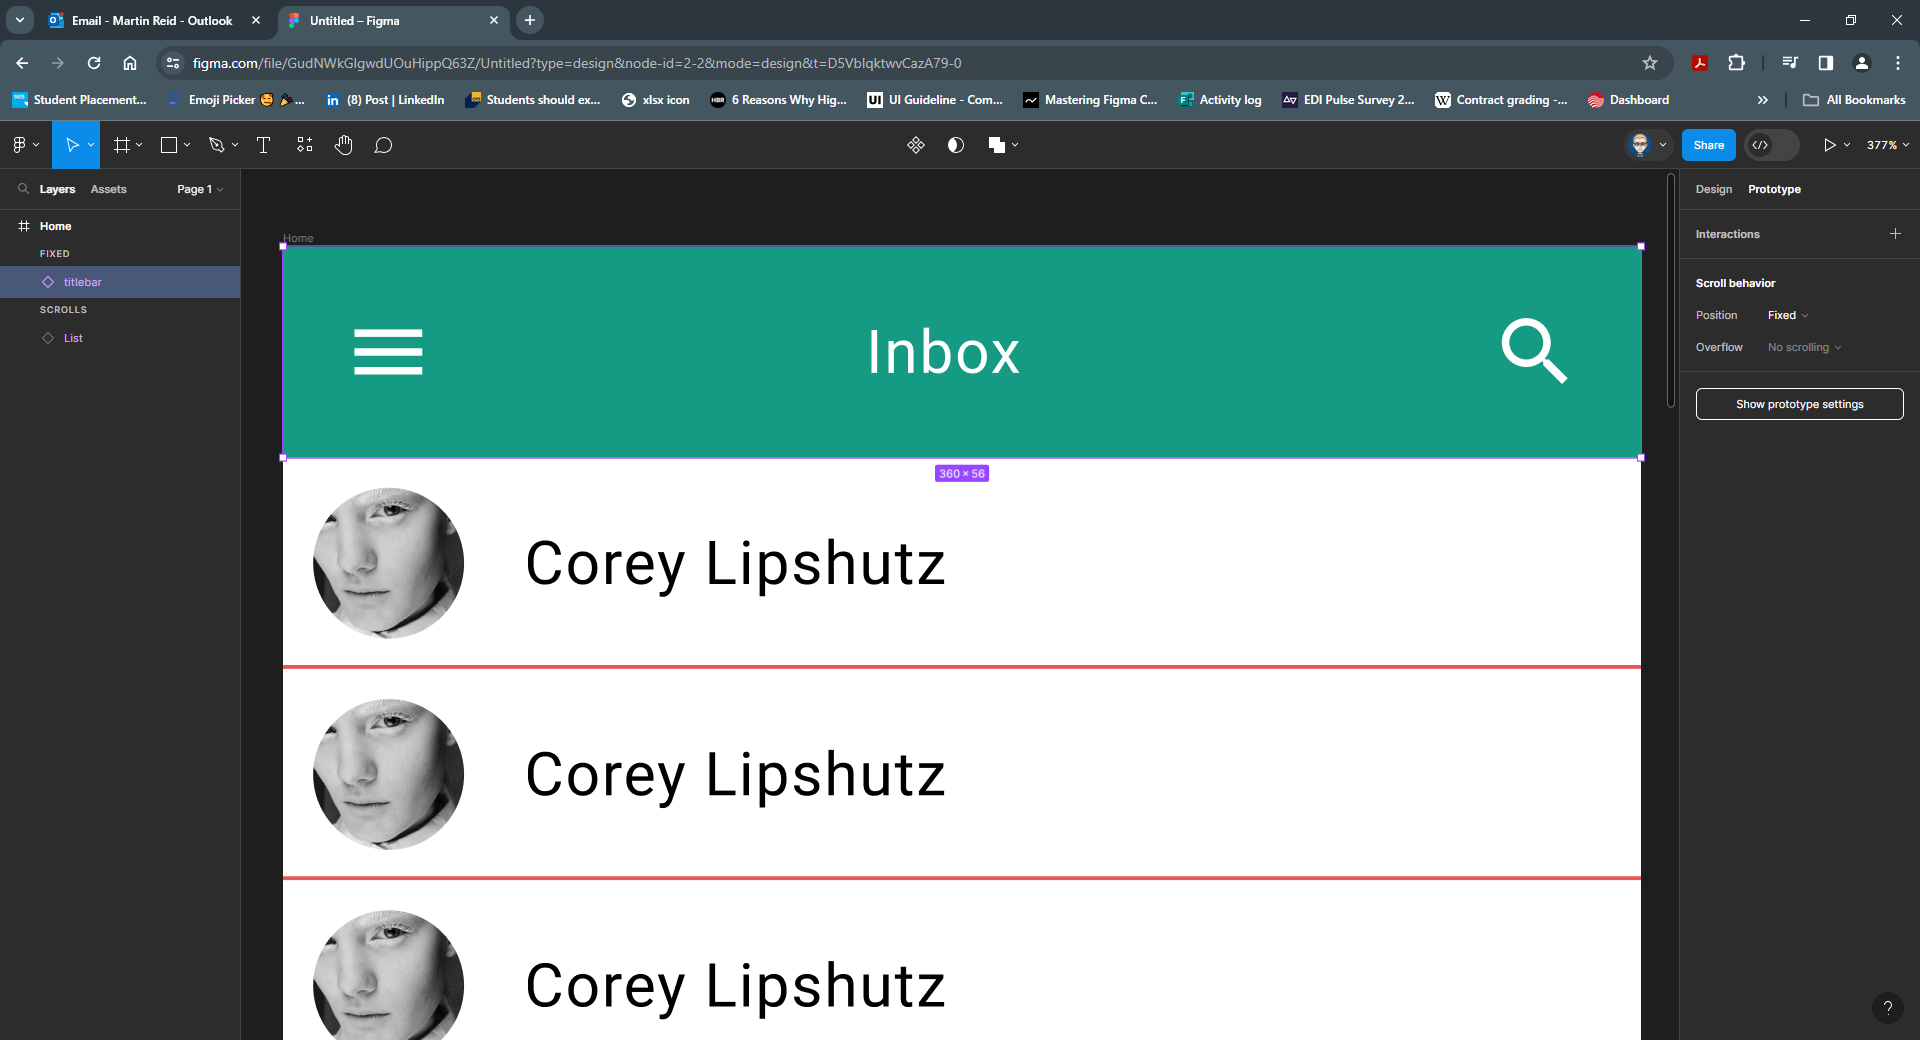 Email - Martin Reid - Outlook
Untitled – Figma
figma.com/file/GudNWkGlgwdUOuHippQ63Z/Untitled?type=design&node-id=2-2&mode=design&t=D5VblqktwvCazA79-0
Student Placement...
Emoji Picker 🥰 🎉...
(8) Post | LinkedIn
Students should ex...
xlsx icon
HBR
6 Reasons Why Hig...
UI
UI Guideline - Com...
Mastering Figma C...
Activity log
EDI Pulse Survey 2...
Contract grading -...
Dashboard
All Bookmarks
Share
377%
Layers
Assets
Page 1
Design
Prototype
Home
FIXED
titlebar
SCROLLS
List
Home
Inbox
360 × 56
Corey Lipshutz
Corey Lipshutz
Corey Lipshutz
Interactions
Scroll behavior
Position
Fixed
Overflow
No scrolling
Show prototype settings
?